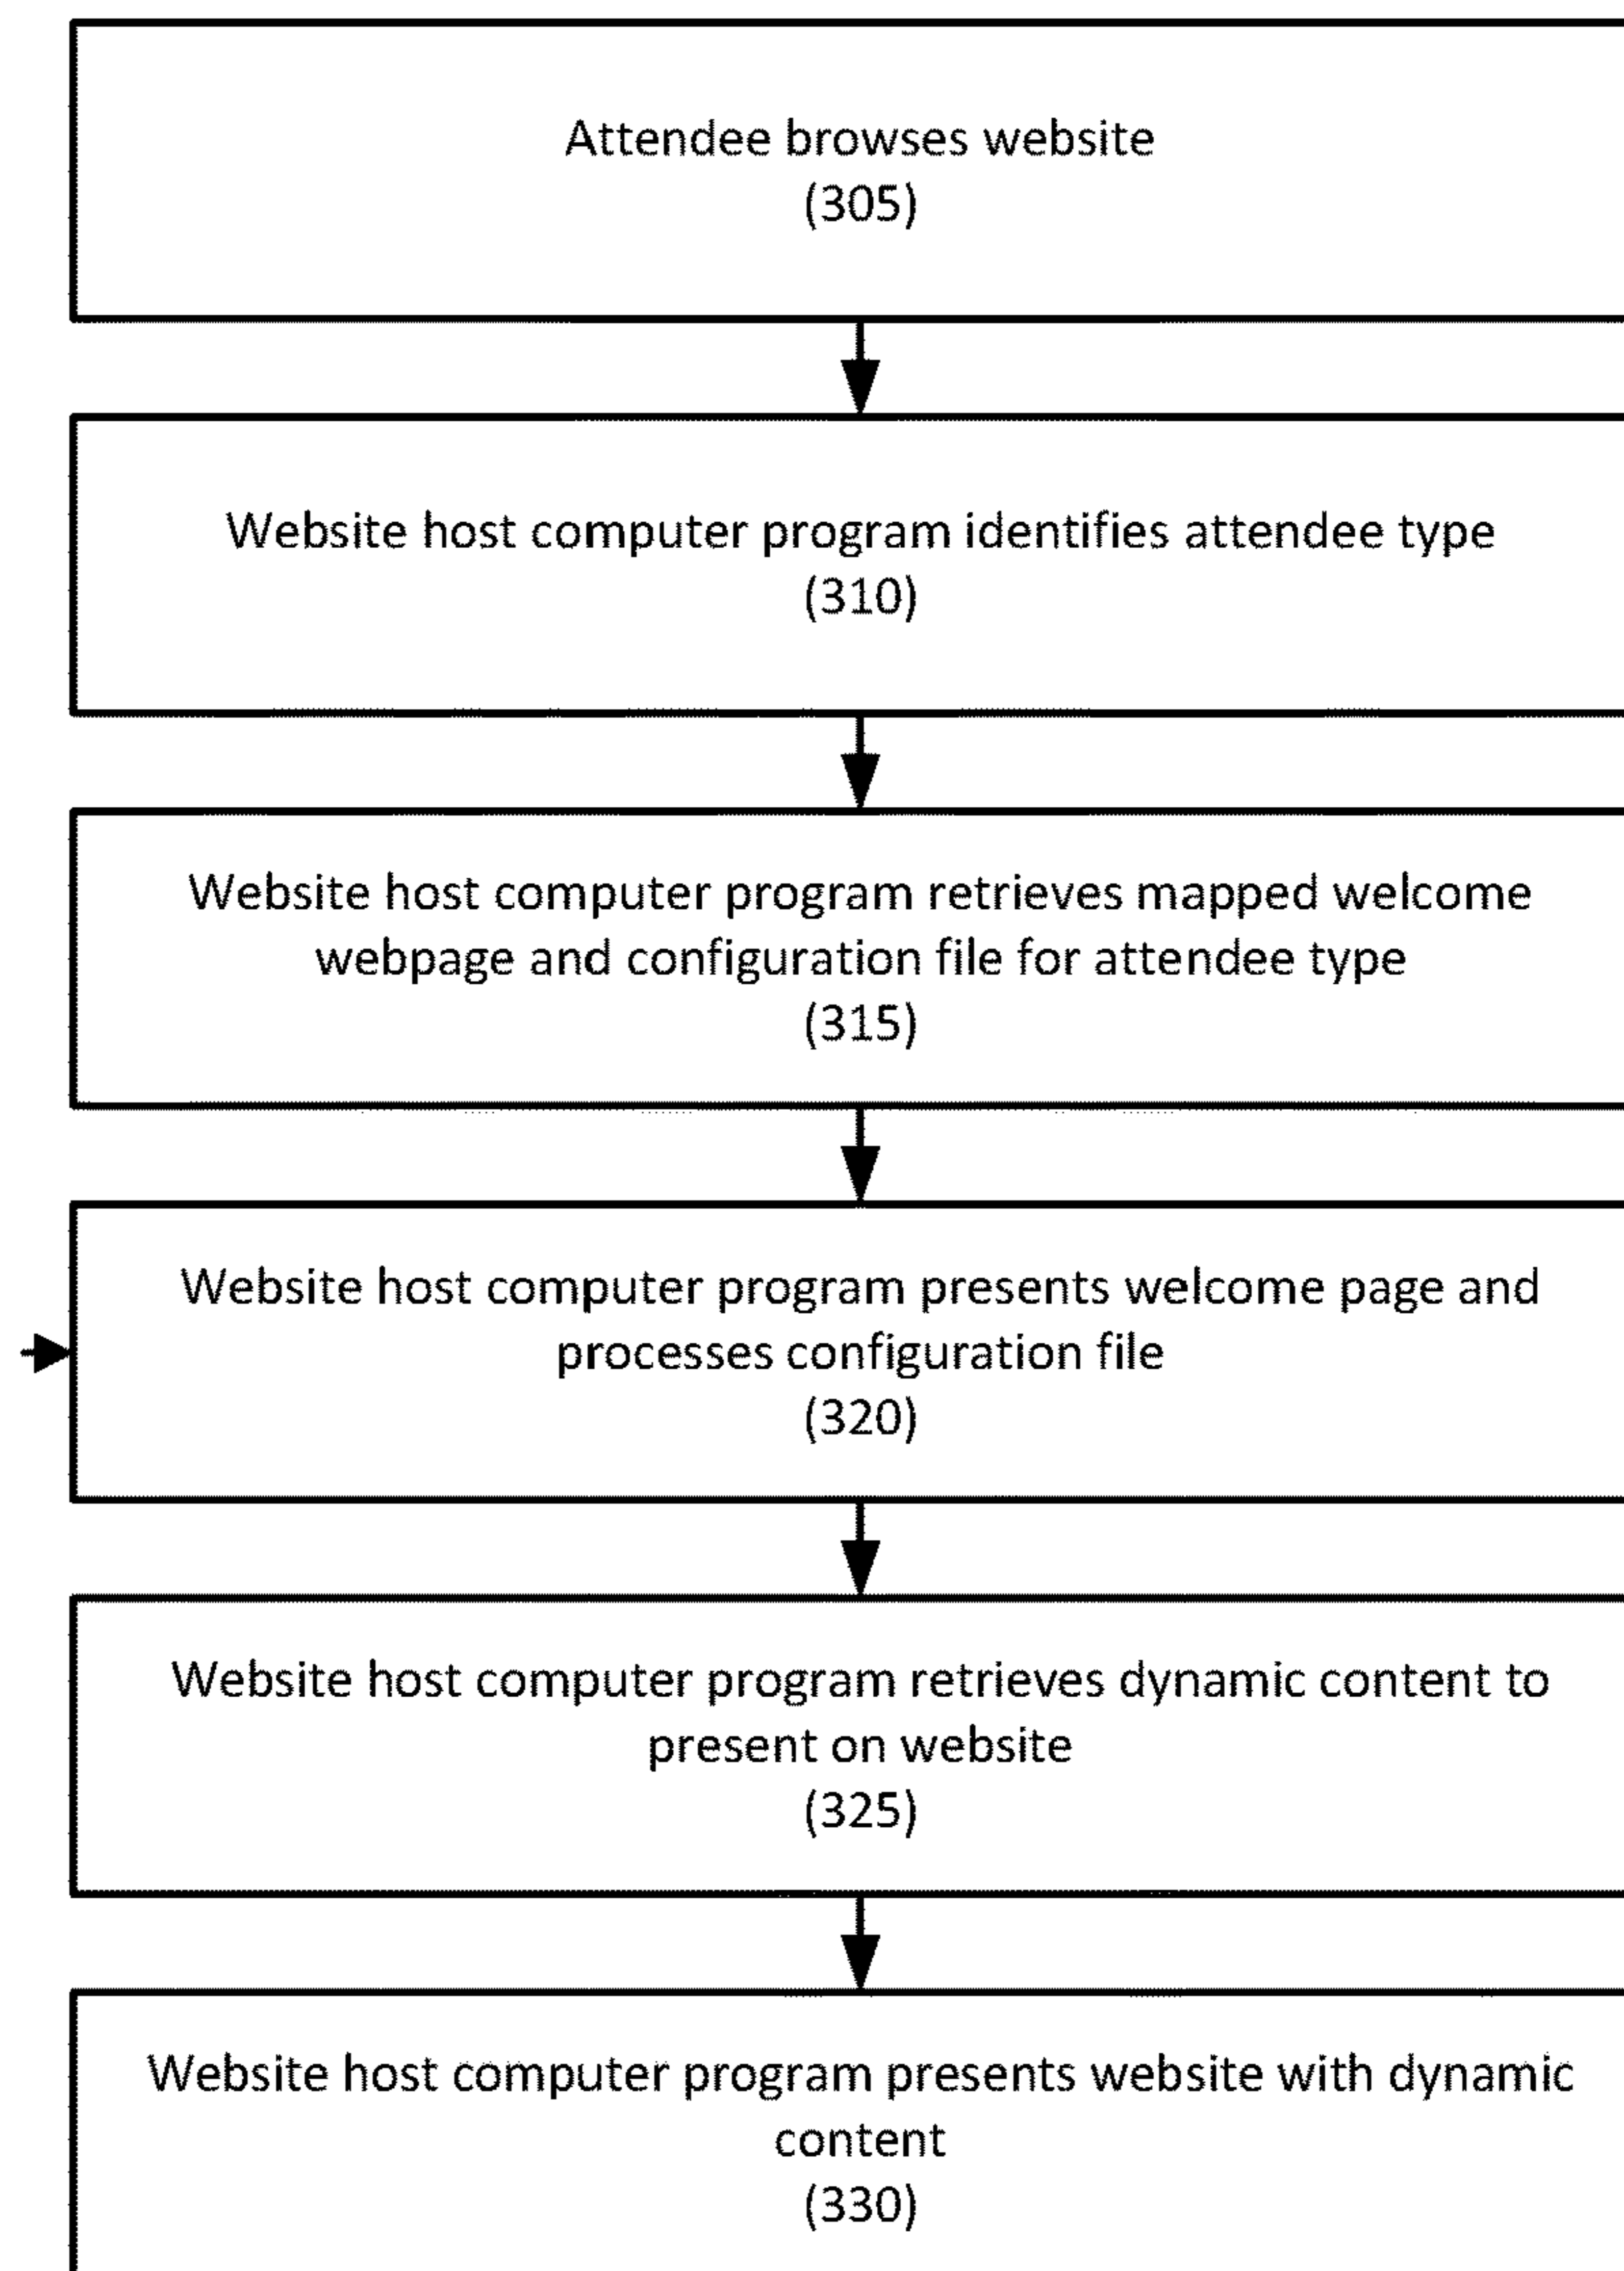 Attendee browses website
(305)
Website host computer program identifies attendee type
(310)
Website host computer program retrieves mapped welcome
webpage and configuration file for attendee type
(315)
Website host computer program presents welcome page and
processes configuration file
(320)
Website host computer program retrieves dynamic content to
present on website
(325)
Website host computer program presents website with dynamic
content
(330)